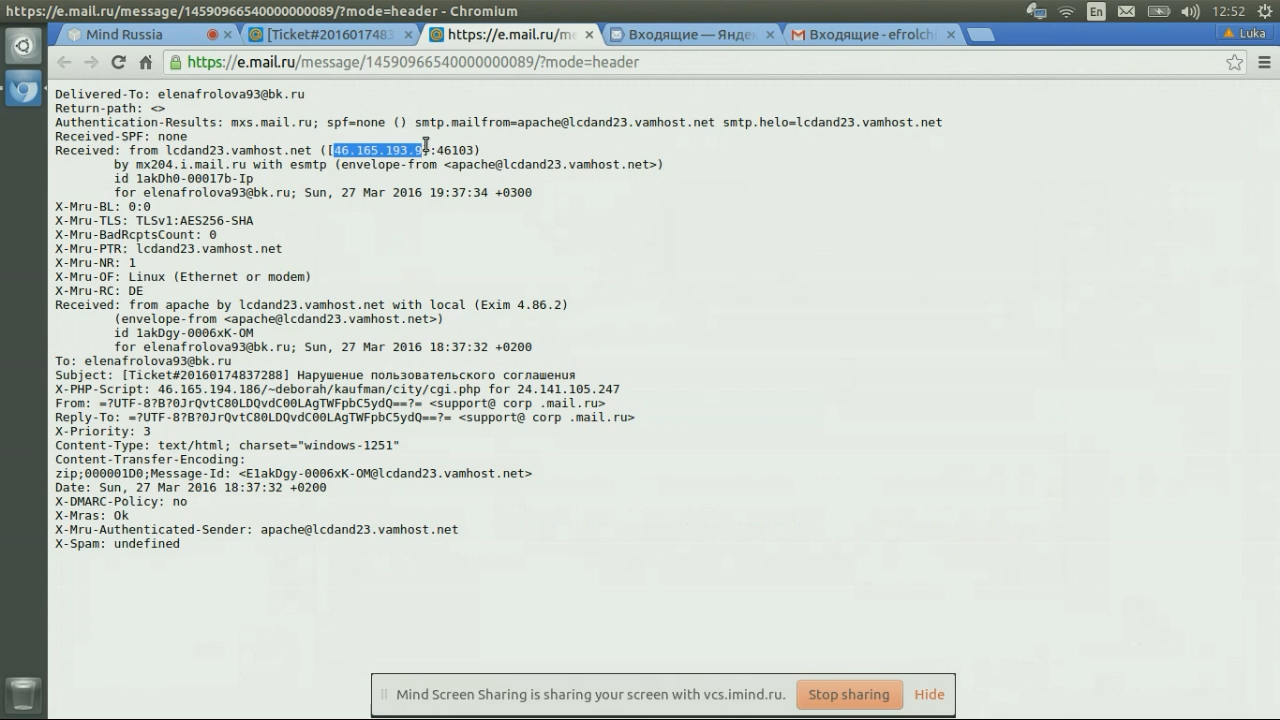 https://e.mail.ru/message/14590966540000000089/?mode=header - Chromium
En
12:52
Mind Russia
[Ticket#2016017483
https://e.mail.ru/me
Входящие — Янде
Входящие - efrolchi
Luka
https://e.mail.ru/message/14590966540000000089/?mode=header
Delivered-To: elenafrolova93@bk.ru
Return-path: <>
Authentication-Results: mxs.mail.ru; spf=none () smtp.mailfrom=apache@lcdand23.vamhost.net smtp.helo=lcdand23.vamhost.net
Received-SPF: none
Received: from lcdand23.vamhost.net ([46.165.193.9]:46103)
by mx204.i.mail.ru with esmtp (envelope-from <apache@lcdand23.vamhost.net>)
id 1akDh0-00017b-Ip
for elenafrolova93@bk.ru; Sun, 27 Mar 2016 19:37:34 +0300
X-Mru-BL: 0:0
X-Mru-TLS: TLSv1:AES256-SHA
X-Mru-BadRcptsCount: 0
X-Mru-PTR: lcdand23.vamhost.net
X-Mru-NR: 1
X-Mru-OF: Linux (Ethernet or modem)
X-Mru-RC: DE
Received: from apache by lcdand23.vamhost.net with local (Exim 4.86.2)
(envelope-from <apache@lcdand23.vamhost.net>)
id 1akDgy-0006xK-OM
for elenafrolova93@bk.ru; Sun, 27 Mar 2016 18:37:32 +0200
To: elenafrolova93@bk.ru
Subject: [Ticket#20160174837288] Нарушение пользовательского соглашения
X-PHP-Script: 46.165.194.186/~deborah/kaufman/city/cgi.php for 24.141.105.247
From: =?UTF-8?B?0JrQvtC80LDQvdC00LAgTWFpbC5ydQ==?= <support@ corp .mail.ru>
Reply-To: =?UTF-8?B?0JrQvtC80LDQvdC00LAgTWFpbC5ydQ==?= <support@ corp .mail.ru>
X-Priority: 3
Content-Type: text/html; charset="windows-1251"
Content-Transfer-Encoding:
zip;000001D0;Message-Id: <E1akDgy-0006xK-OM@lcdand23.vamhost.net>
Date: Sun, 27 Mar 2016 18:37:32 +0200
X-DMARC-Policy: no
X-Mras: Ok
X-Mru-Authenticated-Sender: apache@lcdand23.vamhost.net
X-Spam: undefined
Mind Screen Sharing is sharing your screen with vcs.imind.ru.
Stop sharing
Hide